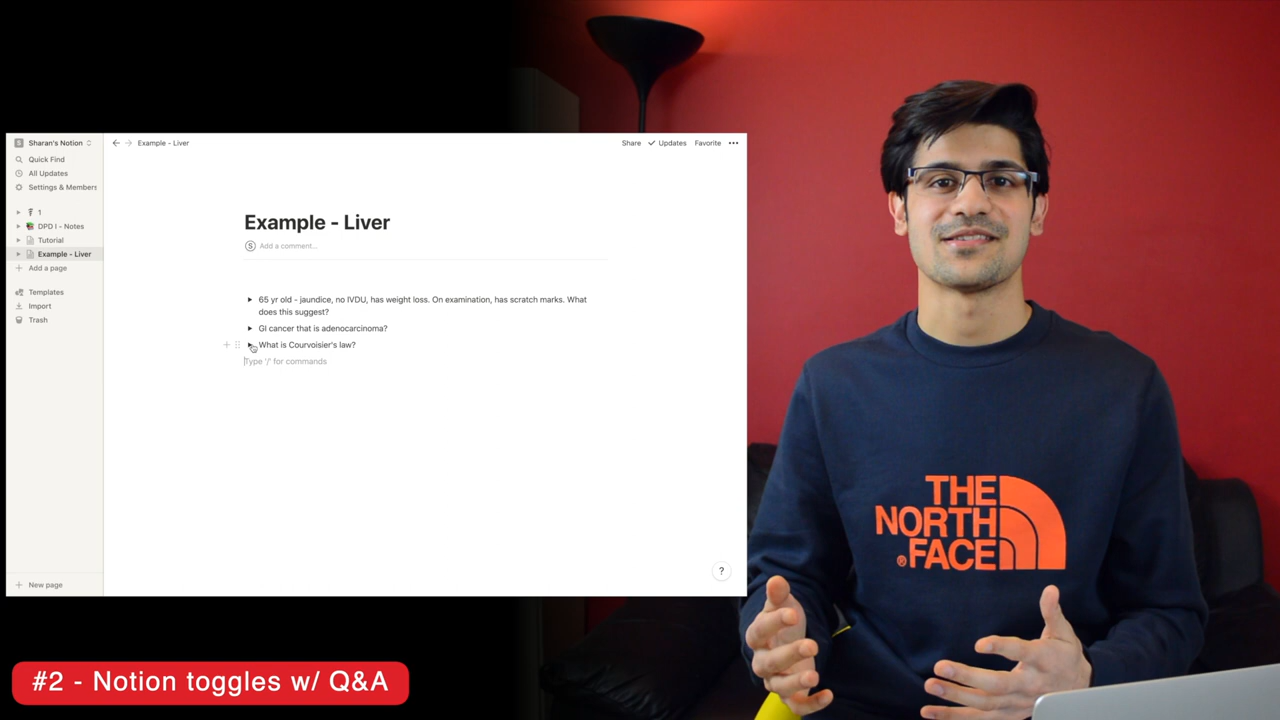 Sharan's Notion
Quick Find
All Updates
Settings & Members
1
DPD I - Notes
Tutorial
Example - Liver
Add a page
Templates
Import
Trash
New page
Example - Liver
Share
Updates
Favorite
Example - Liver
S Add a comment...
65 yr old - jaundice, no IVDU, has weight loss. On examination, has scratch marks. What
does this suggest?
GI cancer that is adenocarcinoma?
What is Courvoisier's law?
Type '/' for commands
?
#2 - Notion toggles w/ Q&A
THE
NORTH
FACE